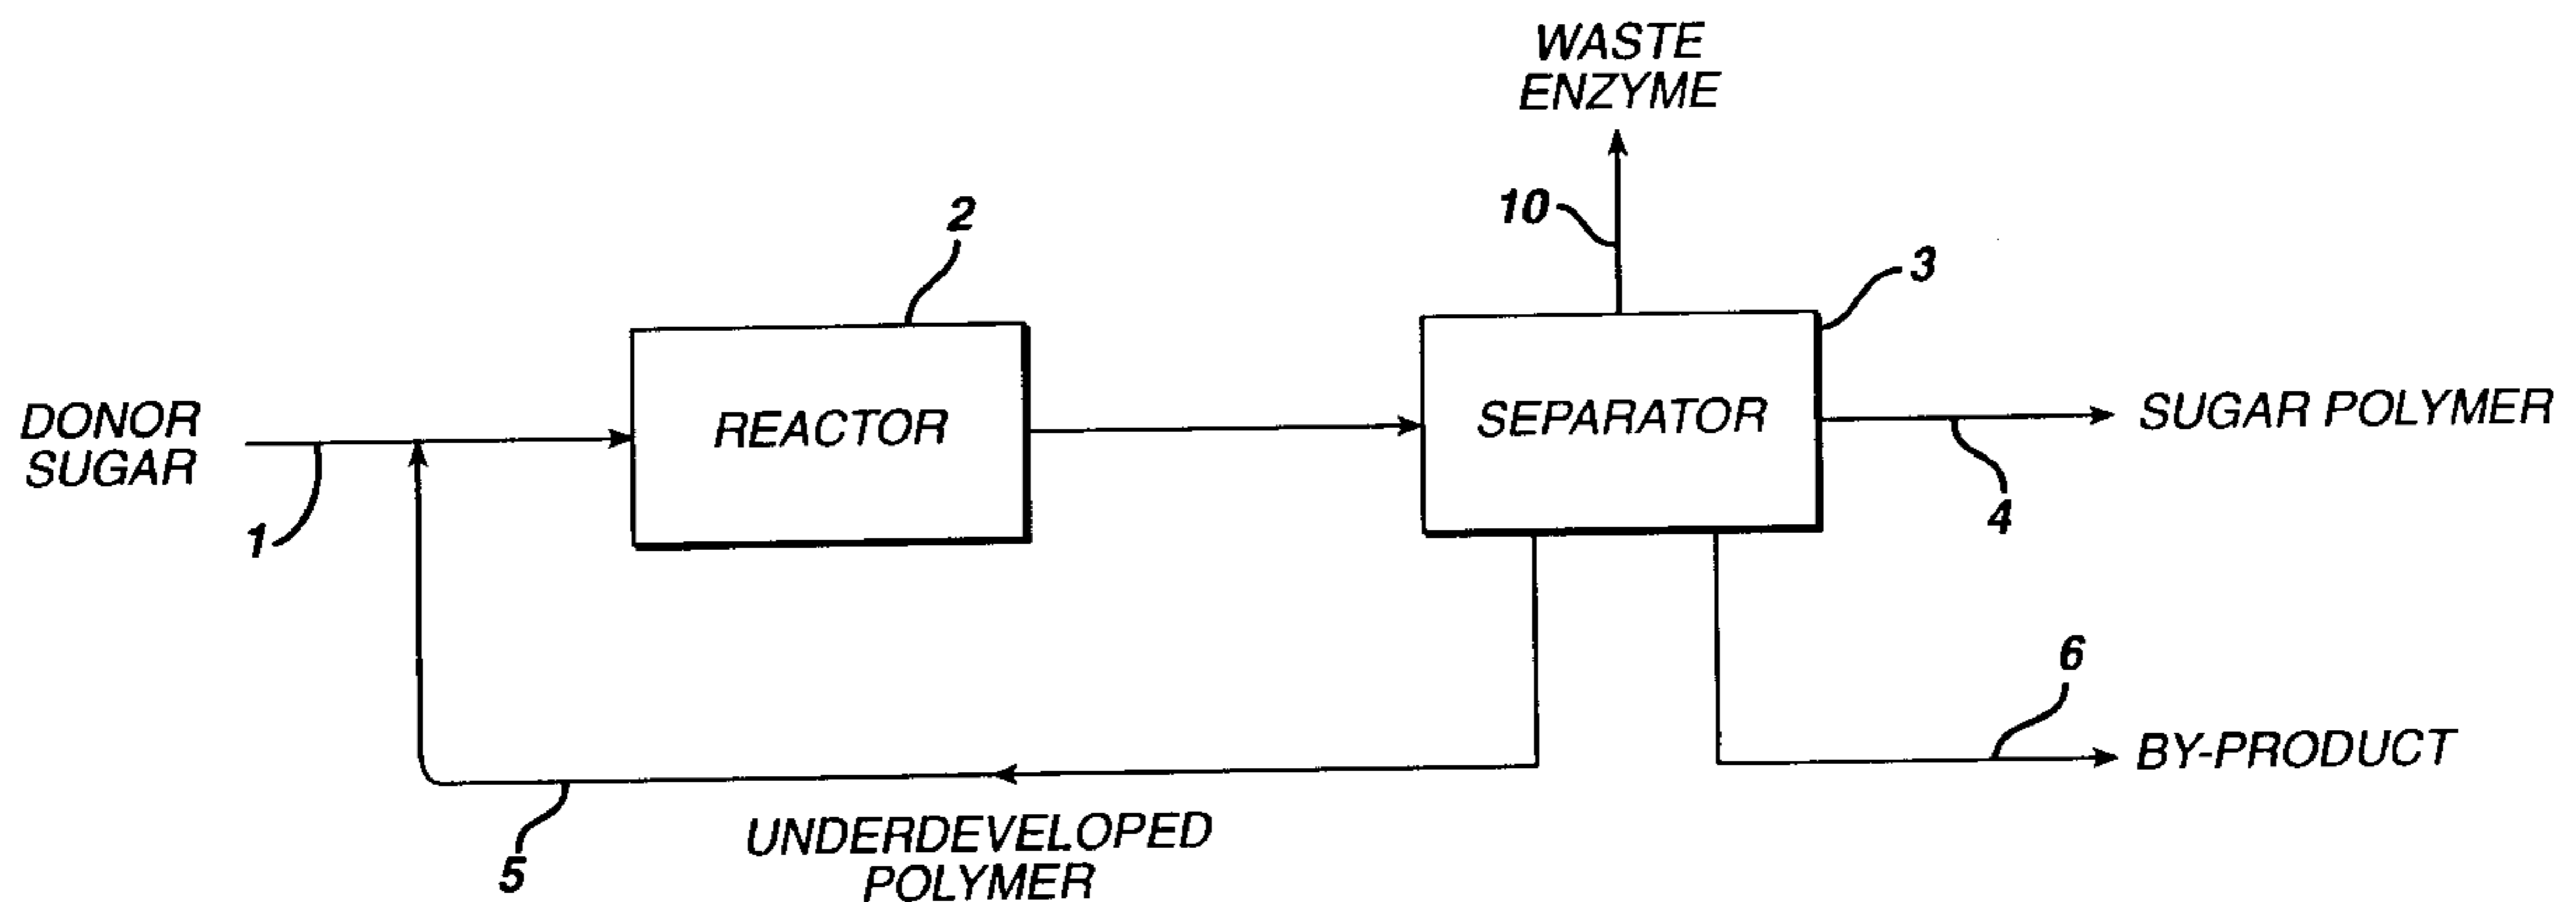 WASTE
ENZYME
10
2
3
DONOR
SUGAR
REACTOR
SEPARATOR
SUGAR POLYMER
1
4
6
BY-PRODUCT
5
UNDERDEVELOPED
POLYMER